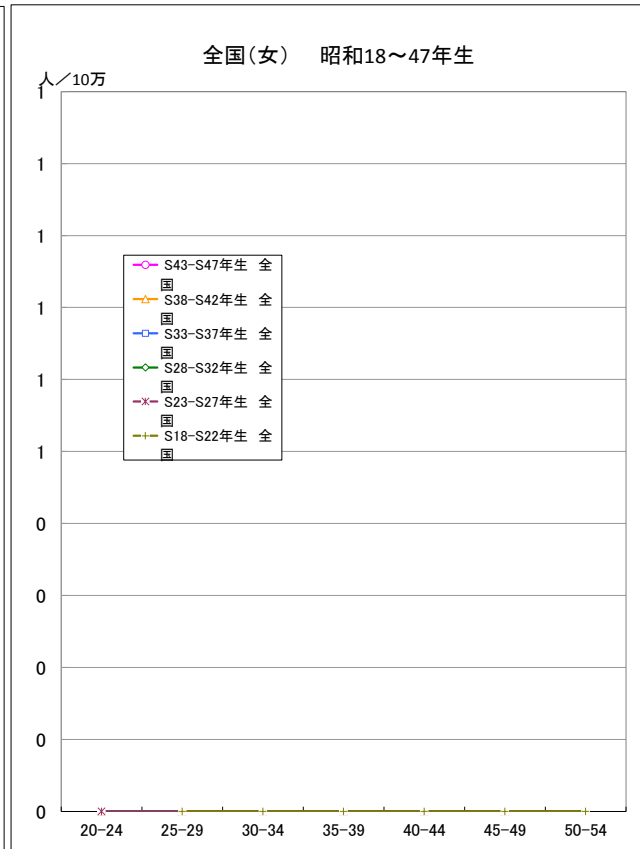 全国(女) 昭和18～47年生
人／10万
1
1
1
1
1
1
0
0
0
0
0
S43-S47年生 全
国
S38-S42年生 全
国
S33-S37年生 全
国
S28-S32年生 全
国
S23-S27年生 全
国
S18-S22年生 全
国
20-24 25-29 30-34 35-39 40-44 45-49 50-54